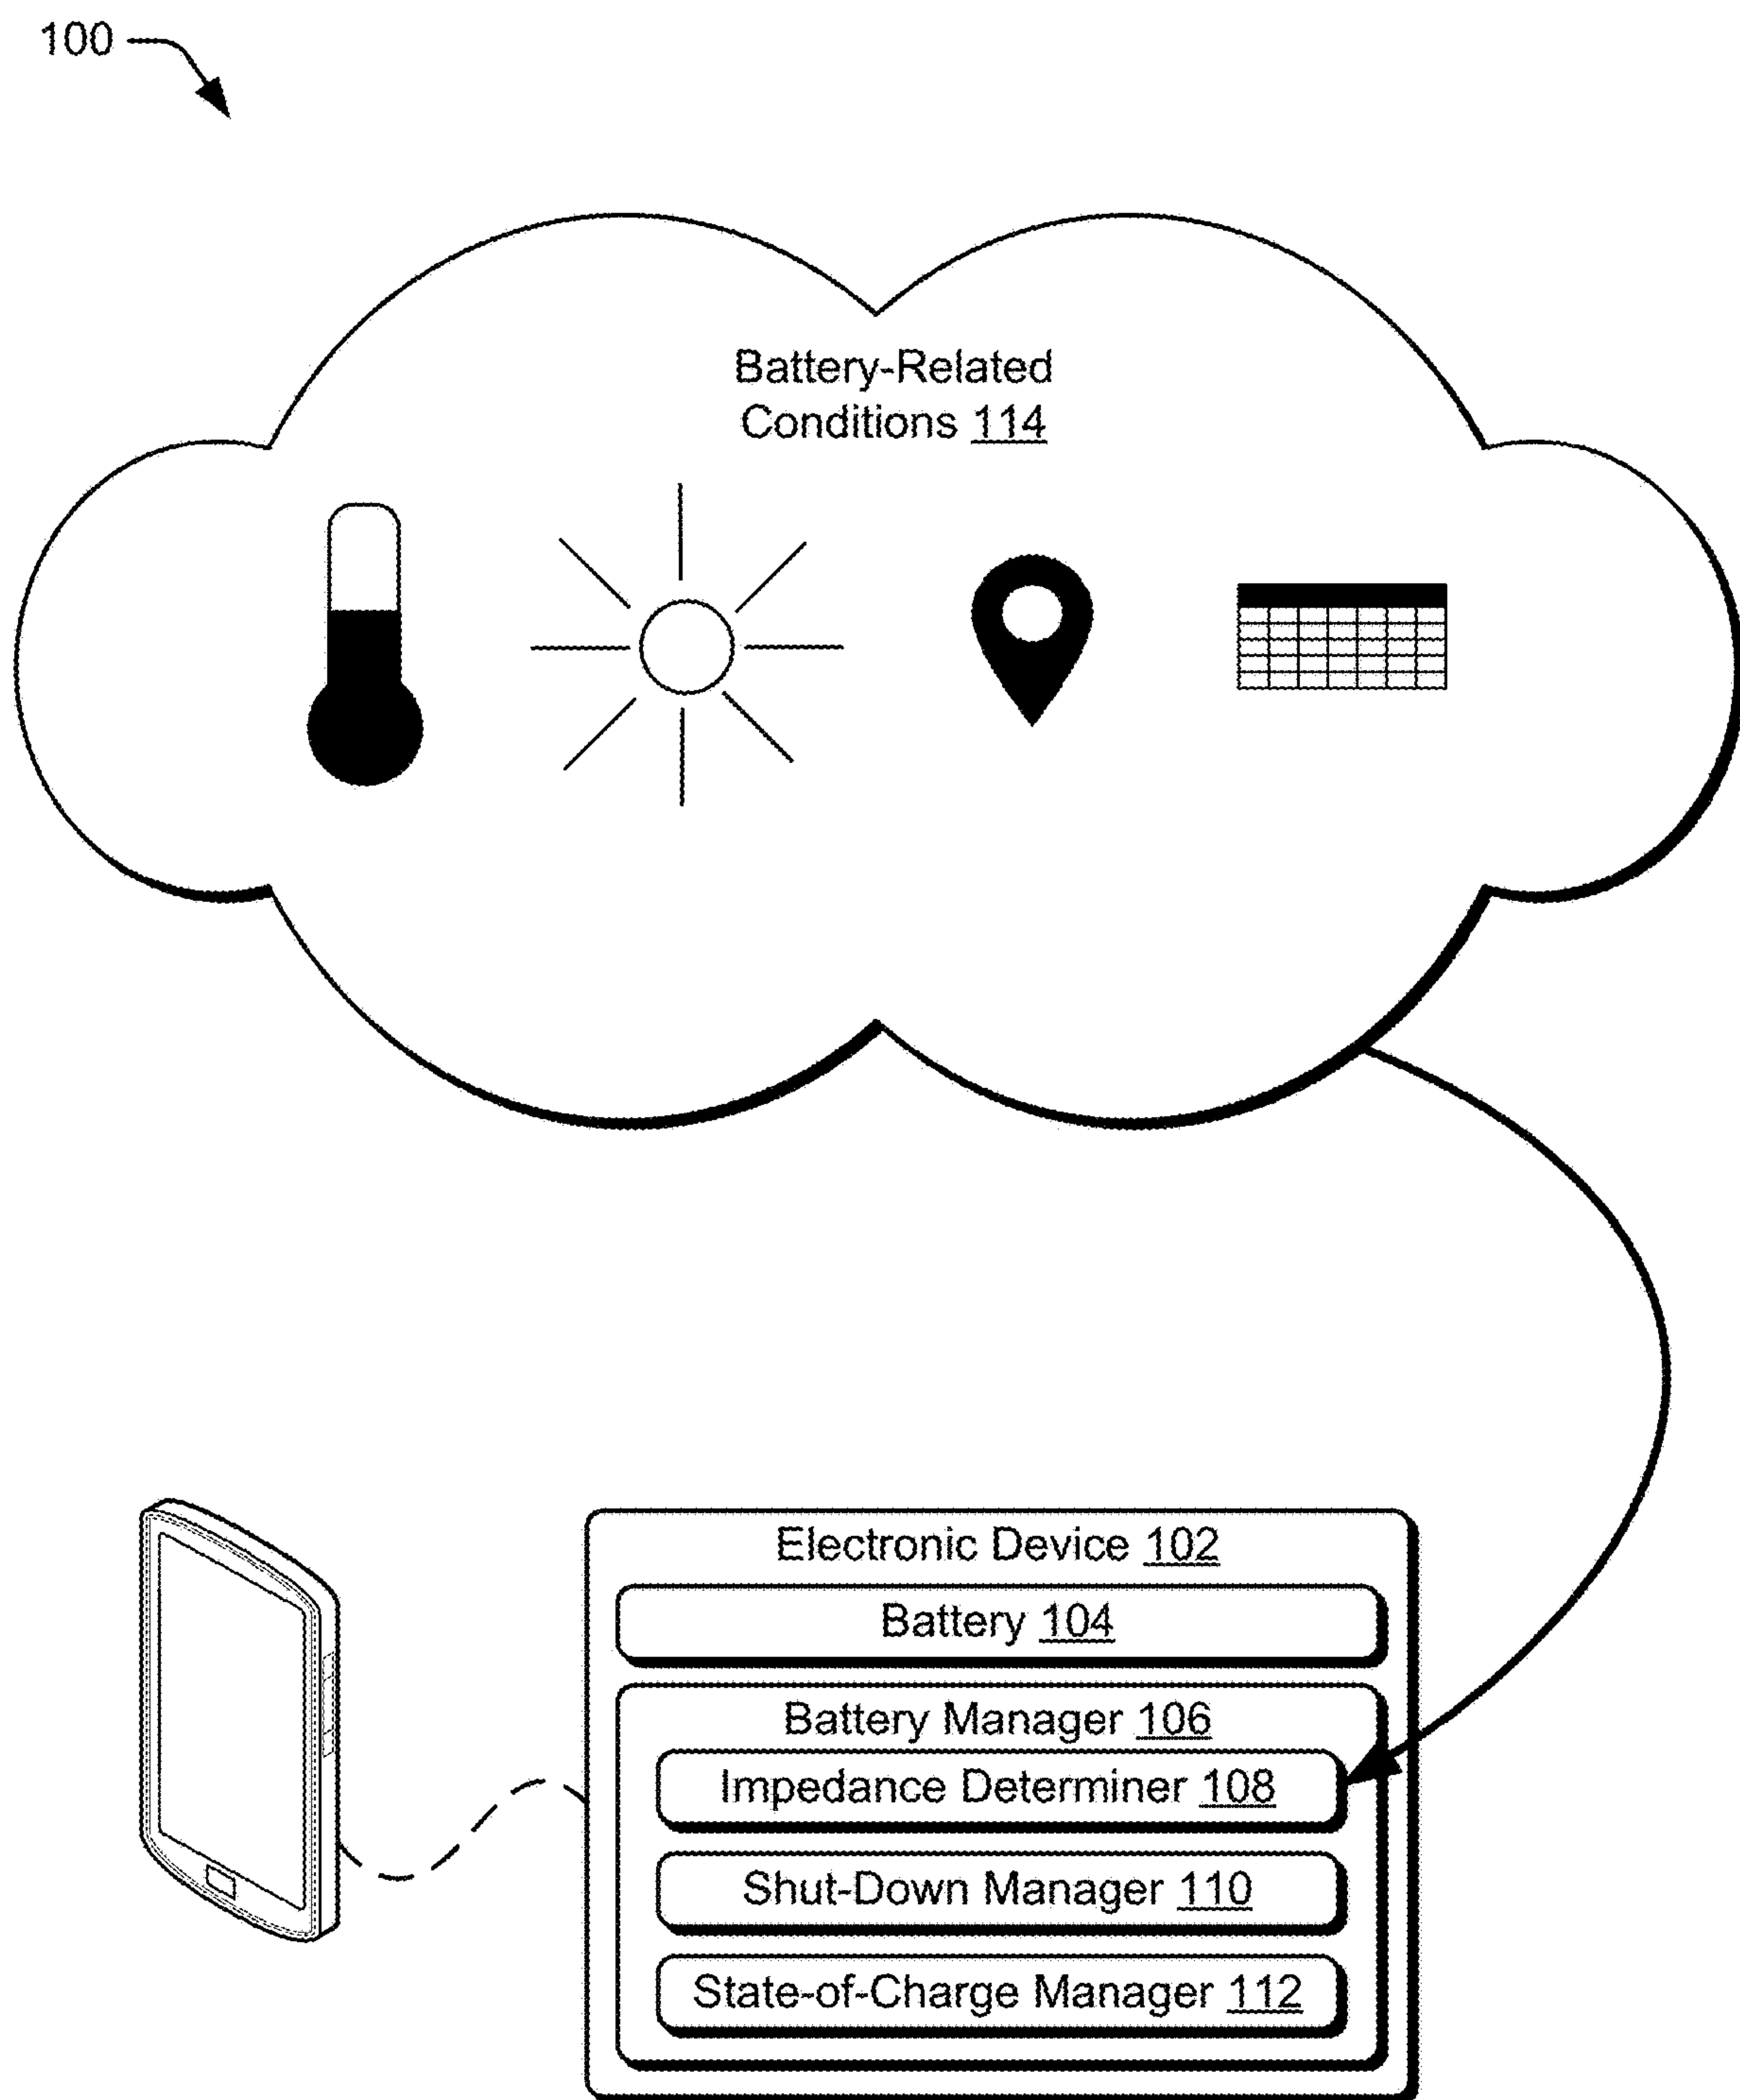 100
Battery-Related
Conditions 114
Electronic Device 102
Battery 104
Battery Manager 106
Impedance Determiner 108
Shut-Down Manager 110
State-of-Charge Manager 112